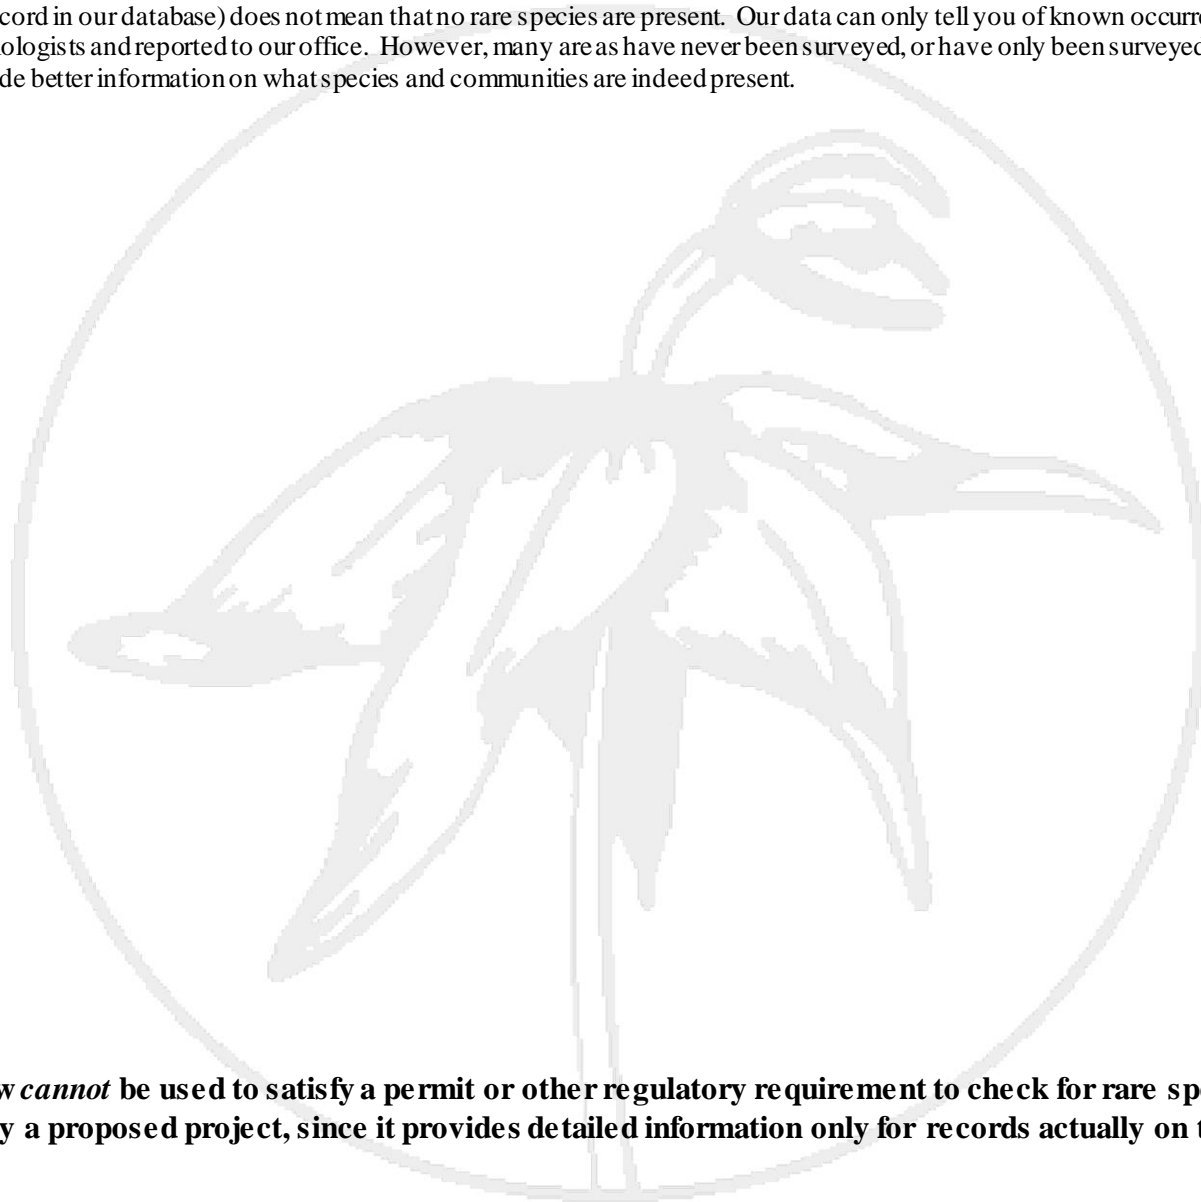 cord in our database) does not mean that no rare species are present. Our data can only tell you of known occurre
ologists and reported to our office. However, many areas have never been surveyed, or have only been surveyed
de better information on what species and communities are indeed present.
w cannot be used to satisfy a permit or other regulatory requirement to check for rare spe
y a proposed project, since it provides detailed information only for records actually on t